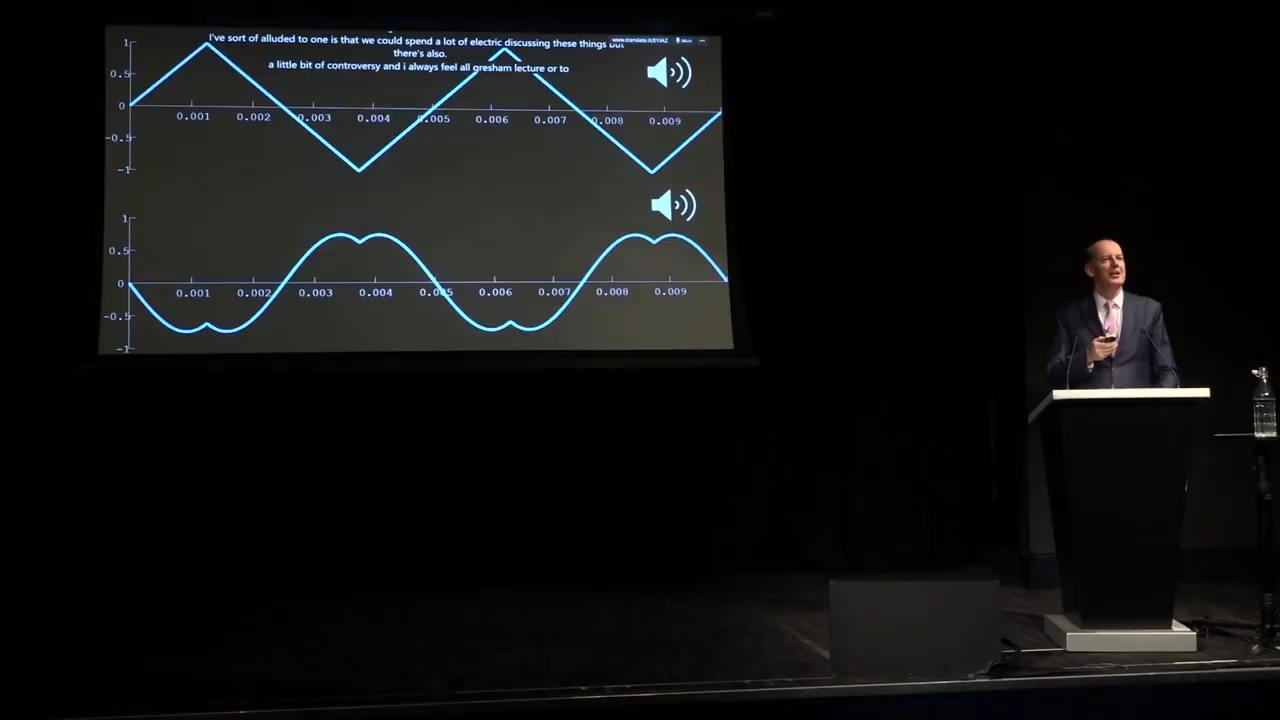 I've sort of alluded to one is that we could spend a lot of electric discussing these things but
www.translate.it/EYIAZ
there's also.
a little bit of controversy and i always feel all gresham lecture or to
1
0.5
0
0.001 0.002 0.003 0.004 0.005 0.006 0.007 0.008 0.009
-0.5
-1
1
0.5
0
0.001 0.002 0.003 0.004 0.005 0.006 0.007 0.008 0.009
-0.5
-1